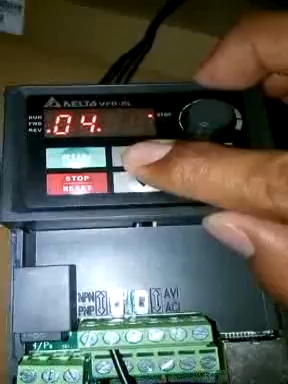 DELTA VFD-EL
RUN
FWD
REV
.04.
STOP
RUN
STOP
RESET
NPN
PNP
AVI
ACI